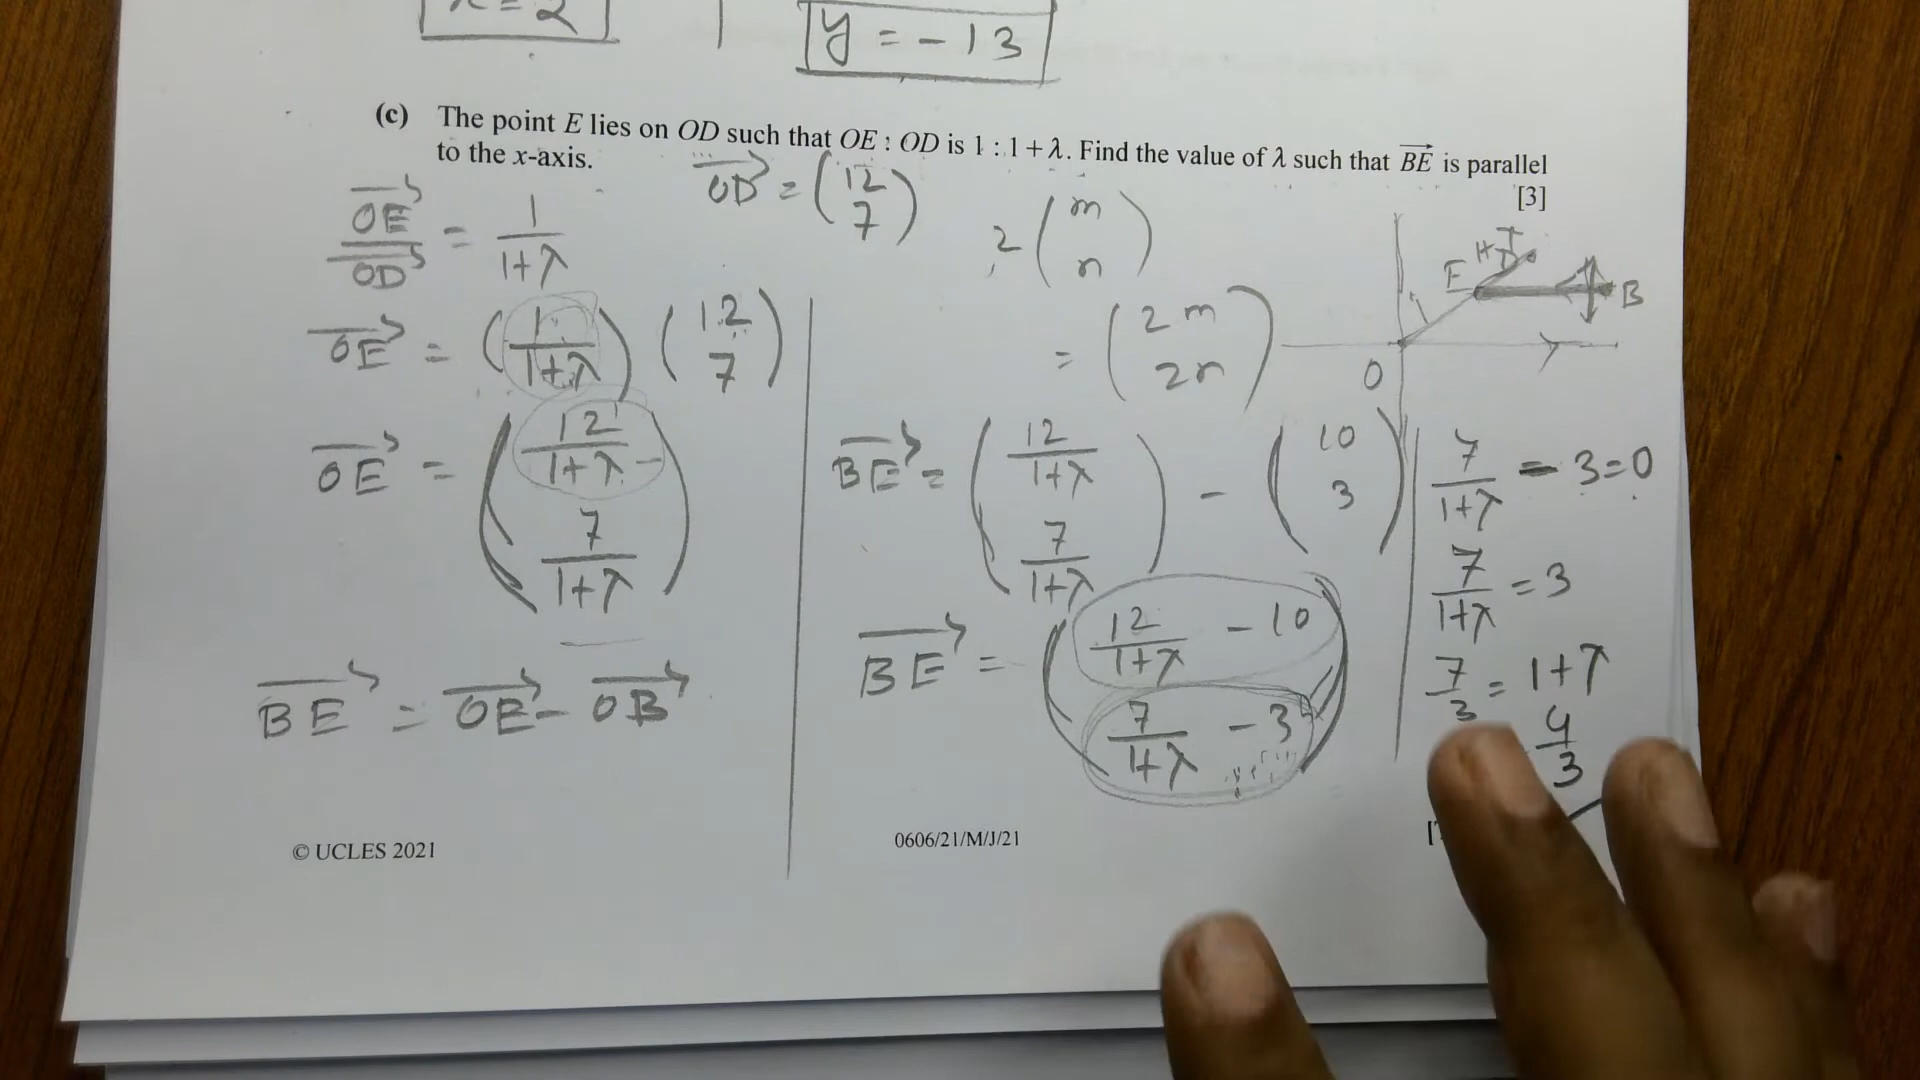 x = 2
y = -13
(c) The point E lies on OD such that OE : OD is 1 : 1 + λ. Find the value of λ such that BE is parallel
to the x-axis.
[3]
OE/OD = 1/(1+λ)
OD = (12 7)
OE = (1/(1+λ)) (12 7)
OE = (12/(1+λ) 7/(1+λ))
BE = OE - OB
2 (m n)
= (2m 2n)
E
D
B
O
BE = (12/(1+λ) 7/(1+λ)) - (10 3)
BE = (12/(1+λ) - 10 7/(1+λ) - 3)
7/(1+λ) - 3 = 0
7/(1+λ) = 3
7/3 = 1+λ
4/3
© UCLES 2021
0606/21/M/J/21